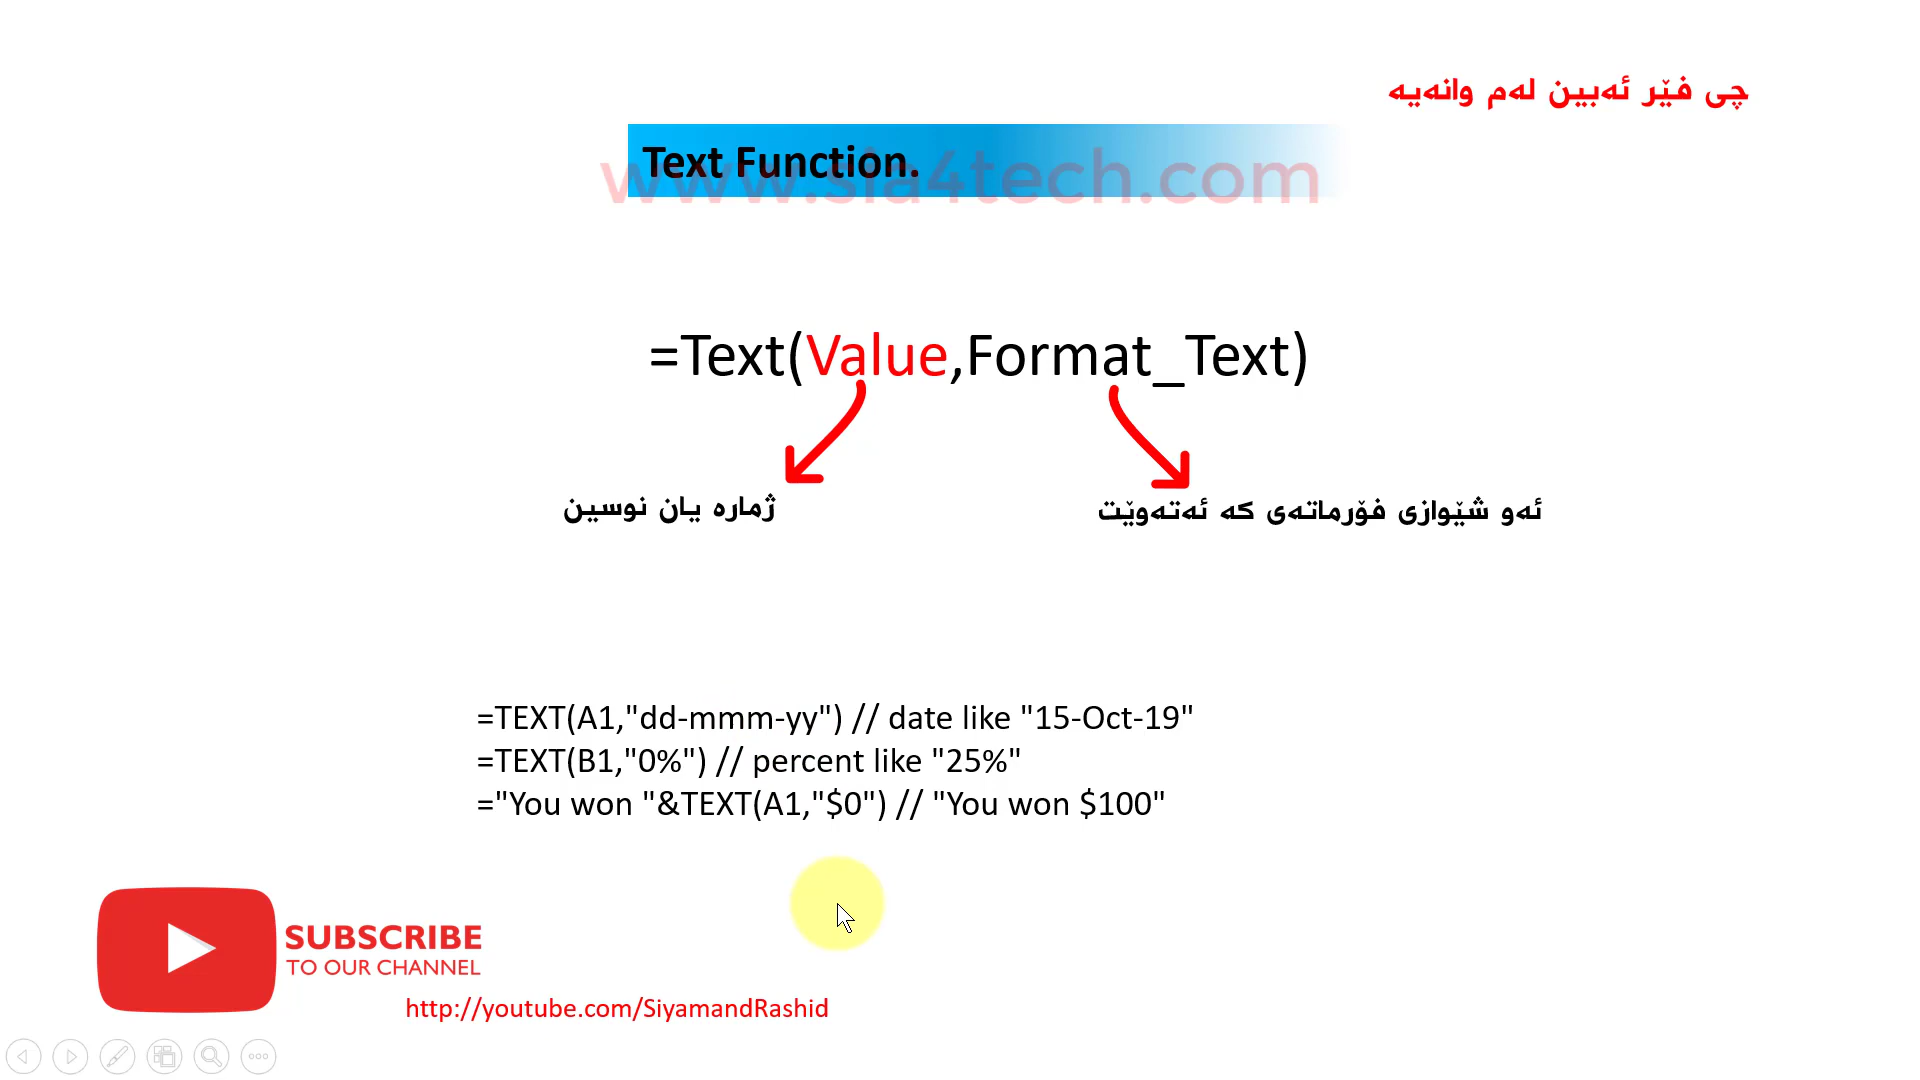 چی فێر ئەبین لەم وانەیە
Text Function.
www.sia4tech.com
=Text(Value,Format_Text)
ژمارە یان نوسین
ئەو شێوازی فۆرماتەی کە ئەتەوێت
=TEXT(A1,"dd-mmm-yy") // date like "15-Oct-19"
=TEXT(B1,"0%") // percent like "25%"
="You won "&TEXT(A1,"$0") // "You won $100"
SUBSCRIBE
TO OUR CHANNEL
http://youtube.com/SiyamandRashid